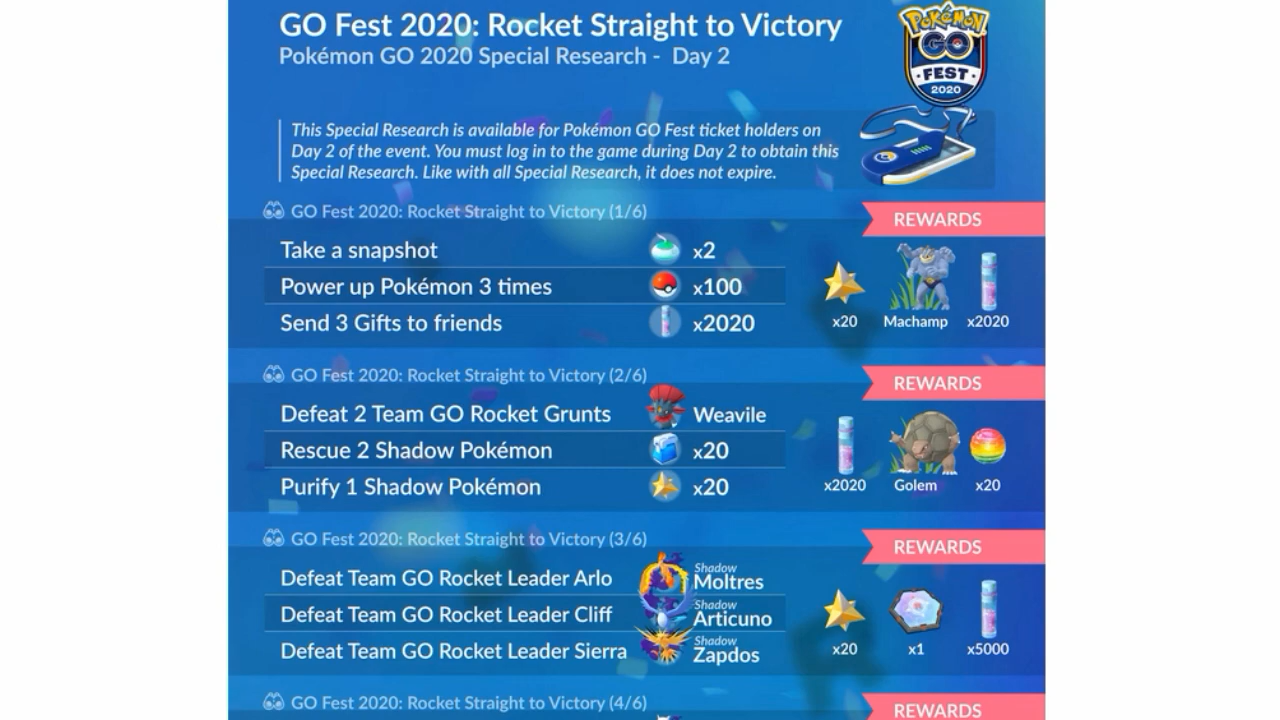 GO Fest 2020: Rocket Straight to Victory
Pokémon GO 2020 Special Research - Day 2
POKÉMON
GO
FEST
2020
This Special Research is available for Pokémon GO Fest ticket holders on
Day 2 of the event. You must log in to the game during Day 2 to obtain this
Special Research. Like with all Special Research, it does not expire.
GO Fest 2020: Rocket Straight to Victory (1/6)
REWARDS
Take a snapshot x2
Power up Pokémon 3 times x100
Send 3 Gifts to friends x2020
x20 Machamp x2020
GO Fest 2020: Rocket Straight to Victory (2/6)
REWARDS
Defeat 2 Team GO Rocket Grunts Weavile
Rescue 2 Shadow Pokémon x20
Purify 1 Shadow Pokémon x20
x2020 Golem x20
GO Fest 2020: Rocket Straight to Victory (3/6)
REWARDS
Defeat Team GO Rocket Leader Arlo Shadow Moltres
Defeat Team GO Rocket Leader Cliff Shadow Articuno
Defeat Team GO Rocket Leader Sierra Shadow Zapdos
x20 x1 x5000
GO Fest 2020: Rocket Straight to Victory (4/6)
REWARDS